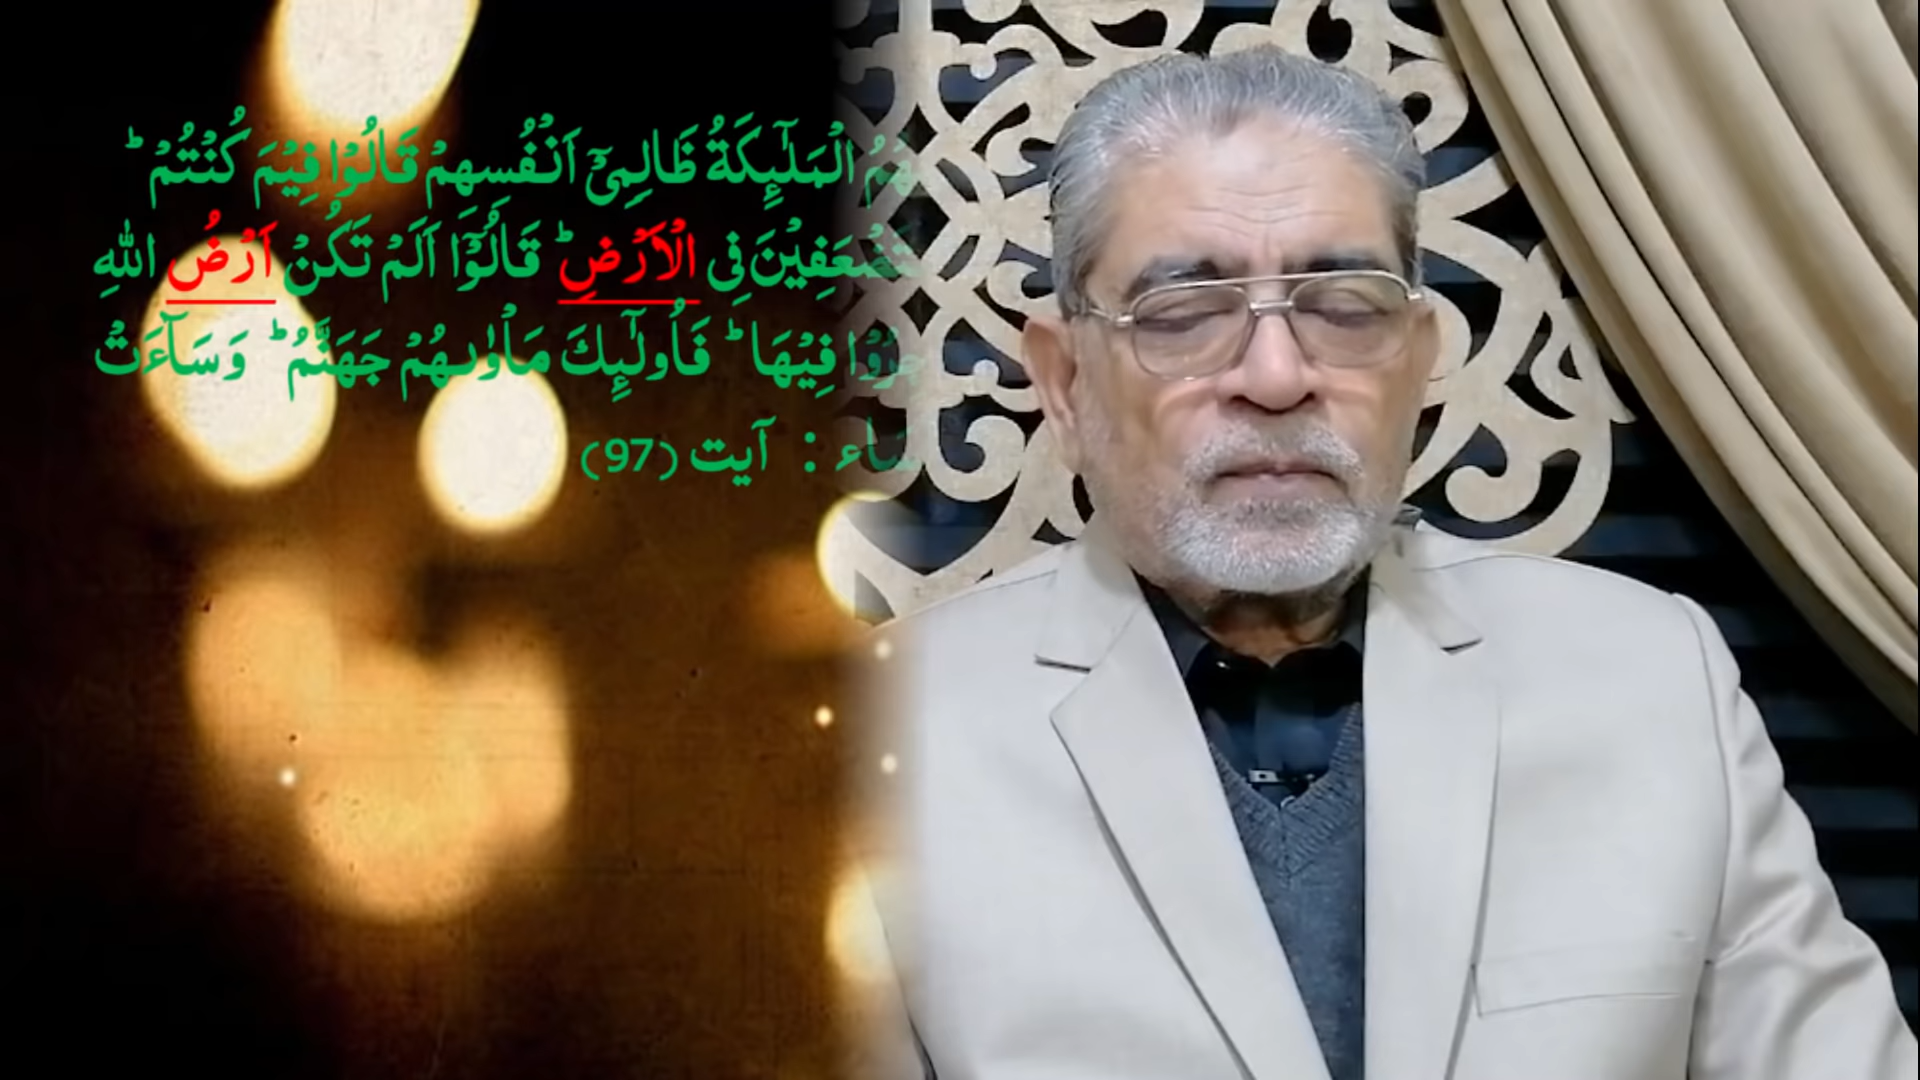 الْمَلٰٓئِكَةُ ظَالِمِیْۤ اَنْفُسِهِمْ قَالُوْا فِیْمَ كُنْتُمْ ؕ
فِی الْاَرْضِ ؕ قَالُوْۤا اَلَمْ تَكُنْ اَرْضُ اللّٰهِ
فِیْهَا ؕ فَاُولٰٓئِكَ مَاْوٰىهُمْ جَهَنَّمُ ؕ وَ سَآءَتْ
: آیت (97)